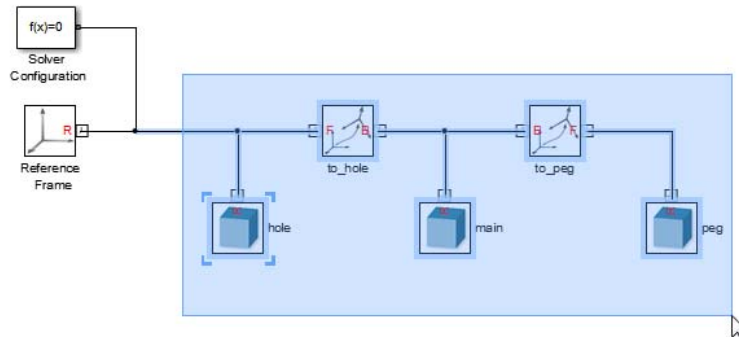 f(x)=0
Solver
Configuration
R
Reference
Frame
F
B
to_hole
B
F
to_peg
hole
main
peg